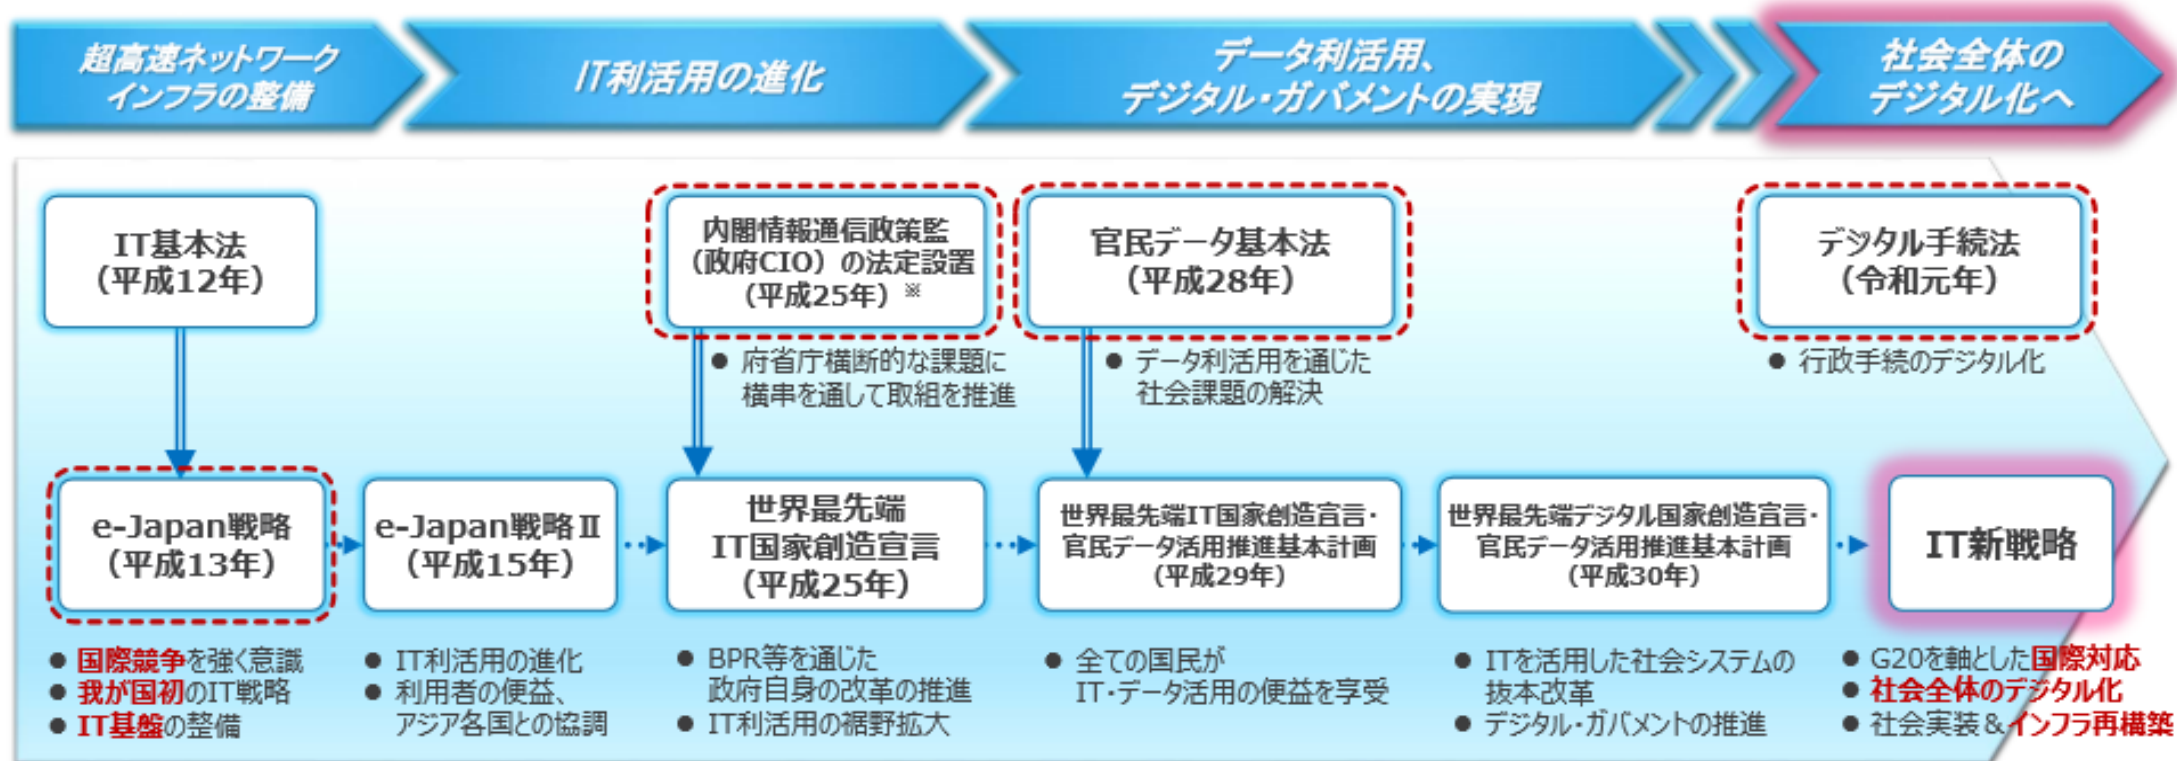 超高速ネットワーク
インフラの整備
IT利活用の進化
データ利活用、
デジタル・ガバメントの実現
社会全体の
デジタル化へ
IT基本法
（平成12年）
内閣情報通信政策監
（政府CIO）の法定設置
（平成25年）※
官民データ基本法
（平成28年）
デジタル手続法
（令和元年）
● 府省庁横断的な課題に
横串を通して取組を推進
● データ利活用を通じた
社会課題の解決
● 行政手続のデジタル化
e-Japan戦略
（平成13年）
e-Japan戦略Ⅱ
（平成15年）
世界最先端
IT国家創造宣言
（平成25年）
世界最先端IT国家創造宣言・
官民データ活用推進基本計画
（平成29年）
世界最先端デジタル国家創造宣言・
官民データ活用推進基本計画
（平成30年）
IT新戦略
● 国際競争を強く意識
● 我が国初のIT戦略
● IT基盤の整備
● IT利活用の進化
● 利用者の便益、
アジア各国との協調
● BPR等を通じた
政府自身の改革の推進
● IT利活用の裾野拡大
● 全ての国民が
IT・データ活用の便益を享受
● ITを活用した社会システムの
抜本改革
● デジタル・ガバメントの推進
● G20を軸とした国際対応
● 社会全体のデジタル化
● 社会実装＆インフラ再構築